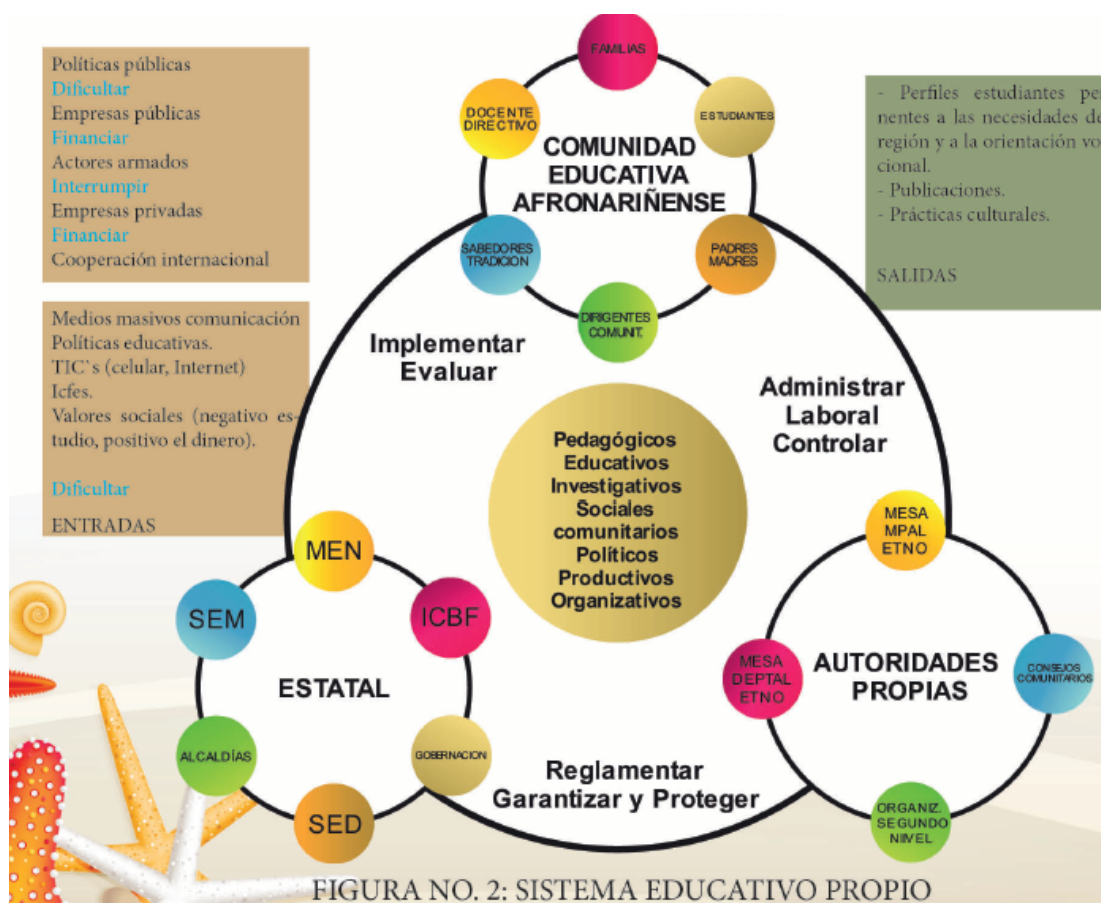 Políticas públicas
Dificultar
Empresas públicas
Financiar
Actores armados
Interrumpir
Empresas privadas
Financiar
Cooperación internacional
Medios masivos comunicación
Políticas educativas.
TIC`s (celular, Internet)
Icfes.
Valores sociales (negativo es-
tudio, positivo el dinero).
Dificultar
ENTRADAS
FAMILIAS
DOCENTE
DIRECTIVO
ESTUDIANTES
COMUNIDAD
EDUCATIVA
AFRONARIÑENSE
SABEDORES
TRADICION
PADRES
MADRES
DIRIGENTES
COMUNIT.
- Perfiles estudiantes per
nentes a las necesidades de
región y a la orientación vo
cional.
- Publicaciones.
- Prácticas culturales.
SALIDAS
Implementar
Evaluar
Administrar
Laboral
Controlar
Pedagógicos
Educativos
Investigativos
Sociales
comunitarios
Políticos
Productivos
Organizativos
MEN
SEM
ICBF
ESTATAL
ALCALDÍAS
GOBERNACION
SED
MESA
MPAL
ETNO
MESA
DEPTAL
ETNO
AUTORIDADES
PROPIAS
CONSEJOS
COMUNITARIOS
ORGANIZ.
SEGUNDO
NIVEL
Reglamentar
Garantizar y Proteger
FIGURA NO. 2: SISTEMA EDUCATIVO PROPIO